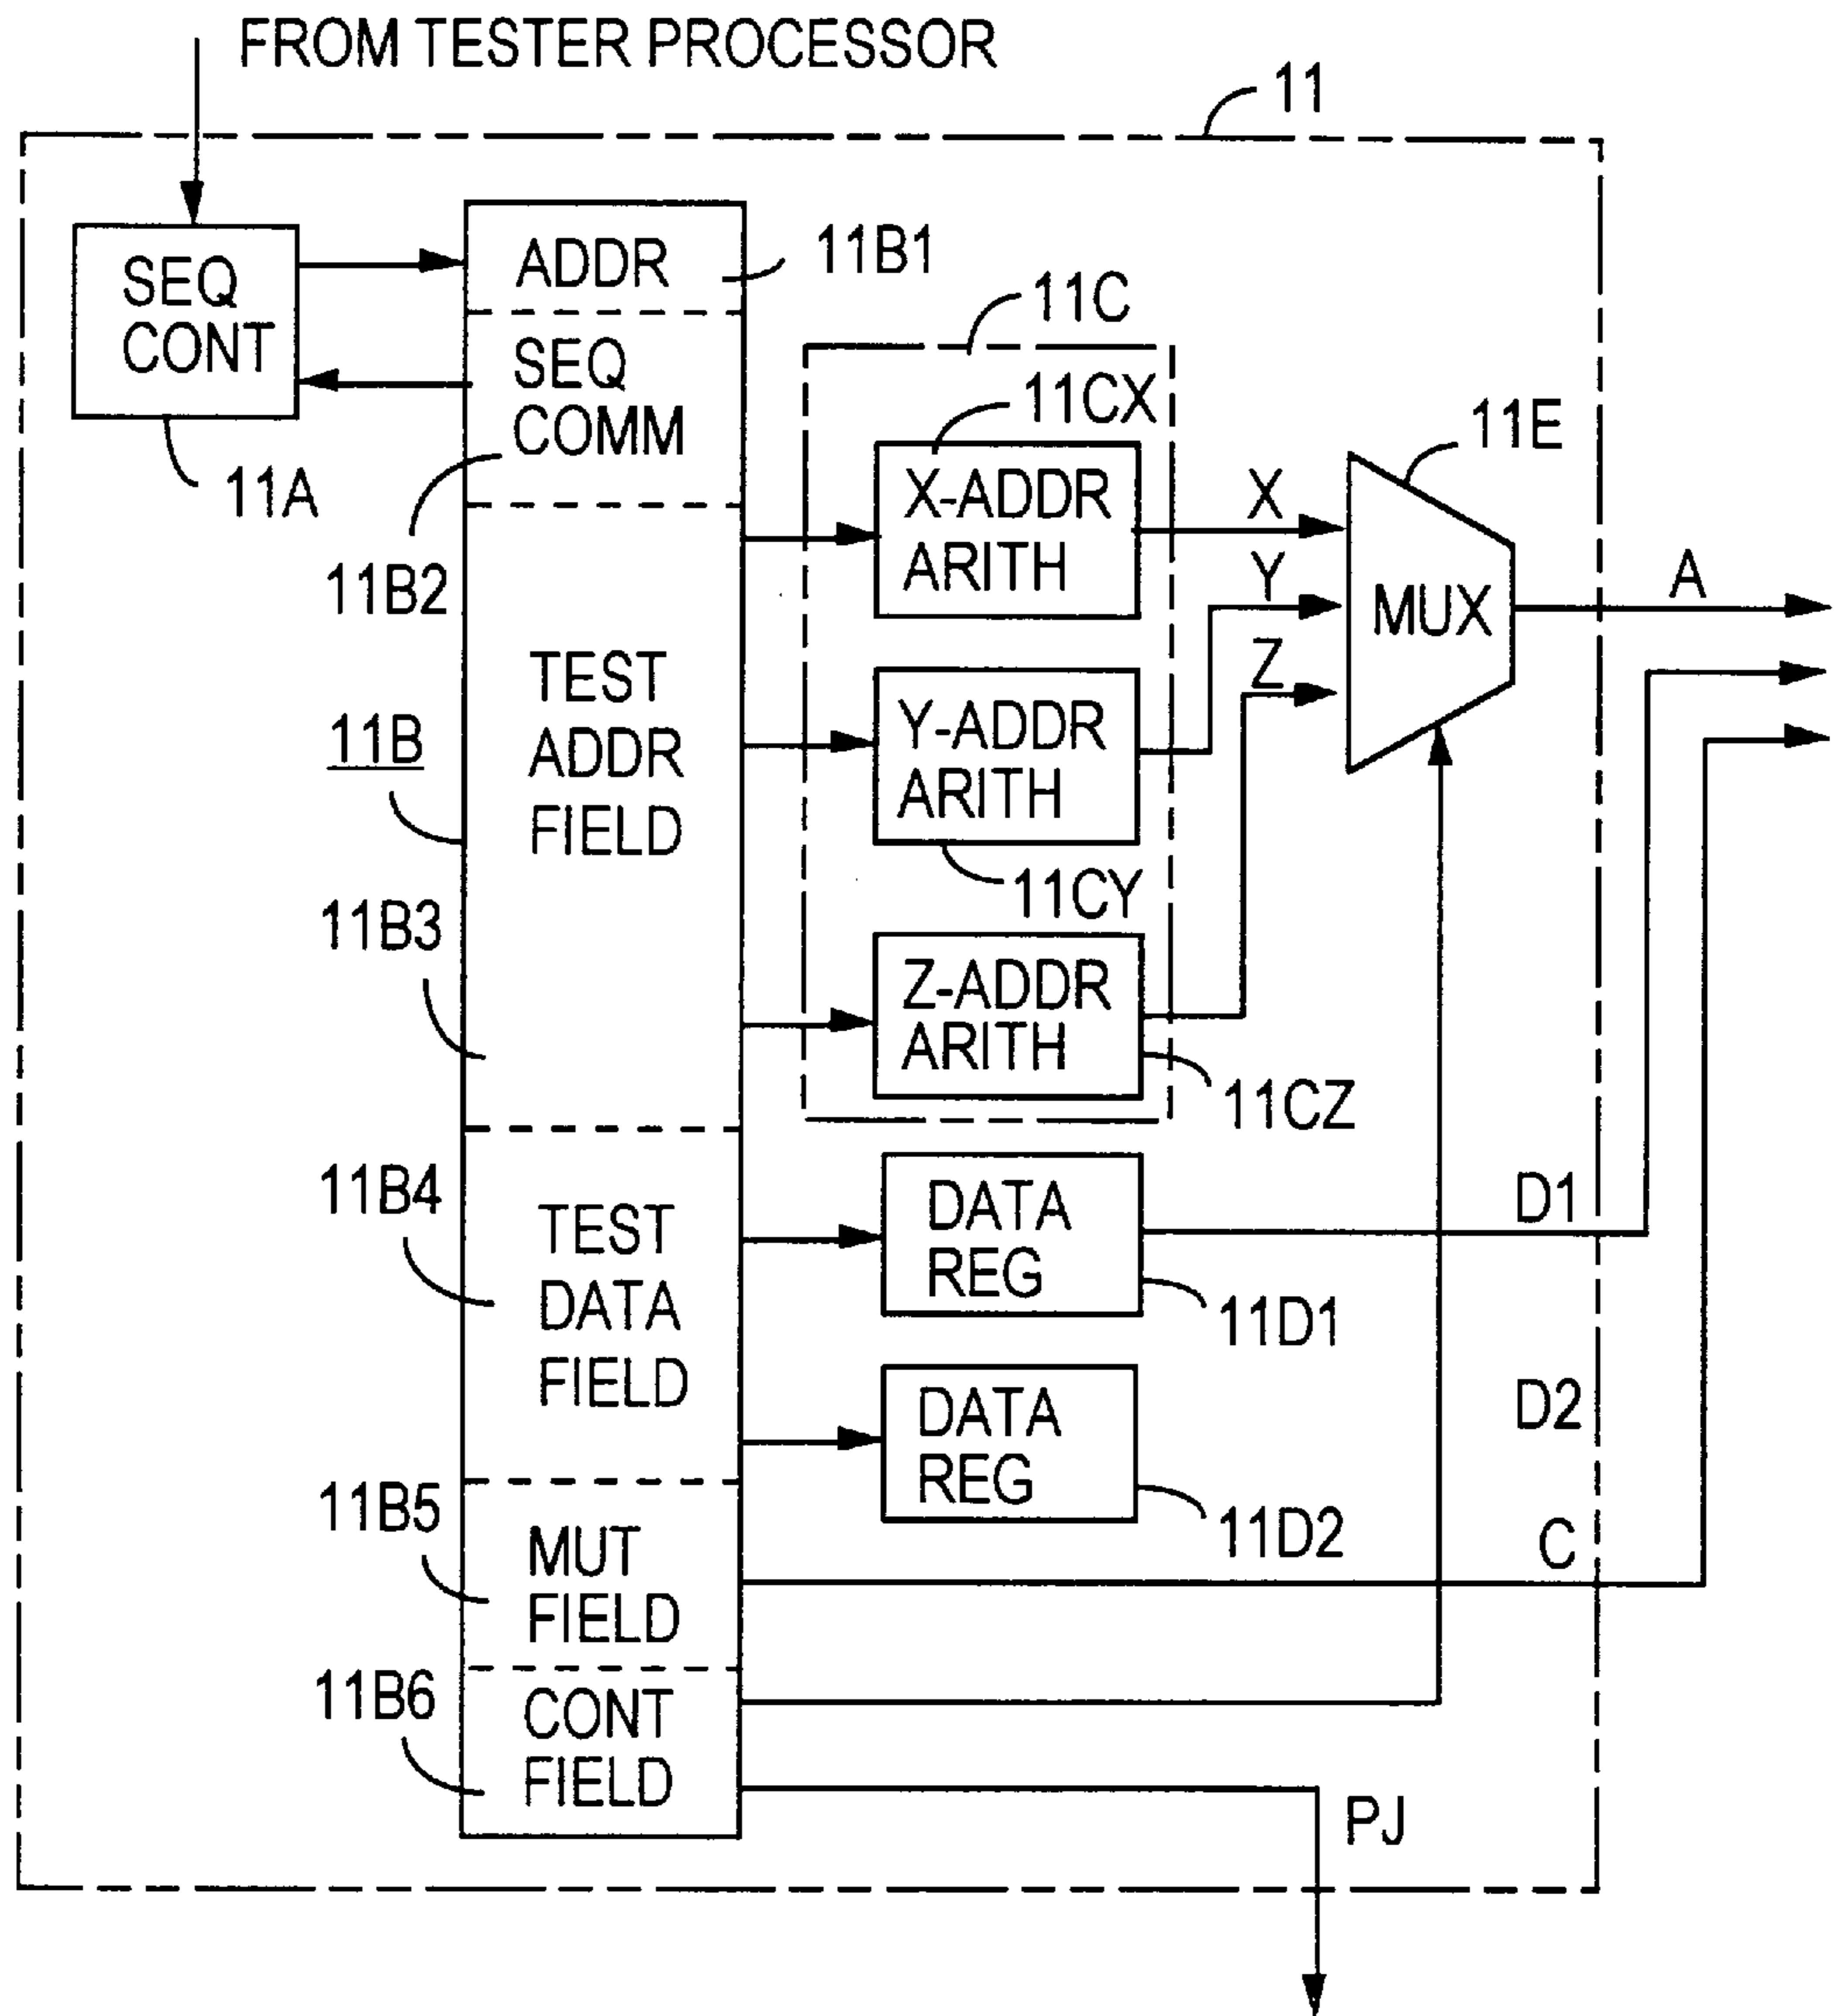 FROM TESTER PROCESSOR
11
SEQ
CONT
11A
ADDR
11B1
SEQ
COMM
11B2
11C
11CX
X-ADDR
ARITH
X
Y
Z
11E
MUX
A
TEST
ADDR
FIELD
11B
11B3
Y-ADDR
ARITH
11CY
Z-ADDR
ARITH
11CZ
11B4
TEST
DATA
FIELD
DATA
REG
11D1
D1
DATA
REG
11D2
D2
11B5
MUT
FIELD
C
11B6
CONT
FIELD
PJ